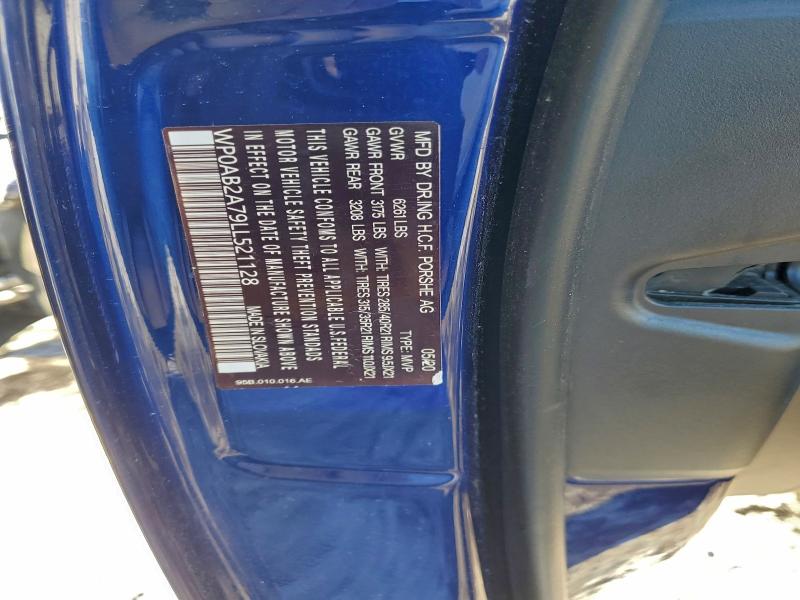 MFD BY DR.ING H.C.F. PORSHE AG 05/20
GVWR 6261 LBS TYPE: MVP
GAWR FRONT 3175 LBS WITH: TIRES 285/40R21 RIMS 9.5JX21
GAWR REAR 3208 LBS WITH: TIRES 315/35R21 RIMS 11.0JX21
THIS VEHICLE CONFOMS TO ALL APPLICABLE U.S. FEDERAL
MOTOR VEHICLE SAFETY THEFT PREVENTION STANDARDS
IN EFFECT ON THE DATE OF MANUFACTURE SHOWN ABOVE
WP0AB2A79LL521128 MADE IN SLOVAKIA
95B.010.016.AE